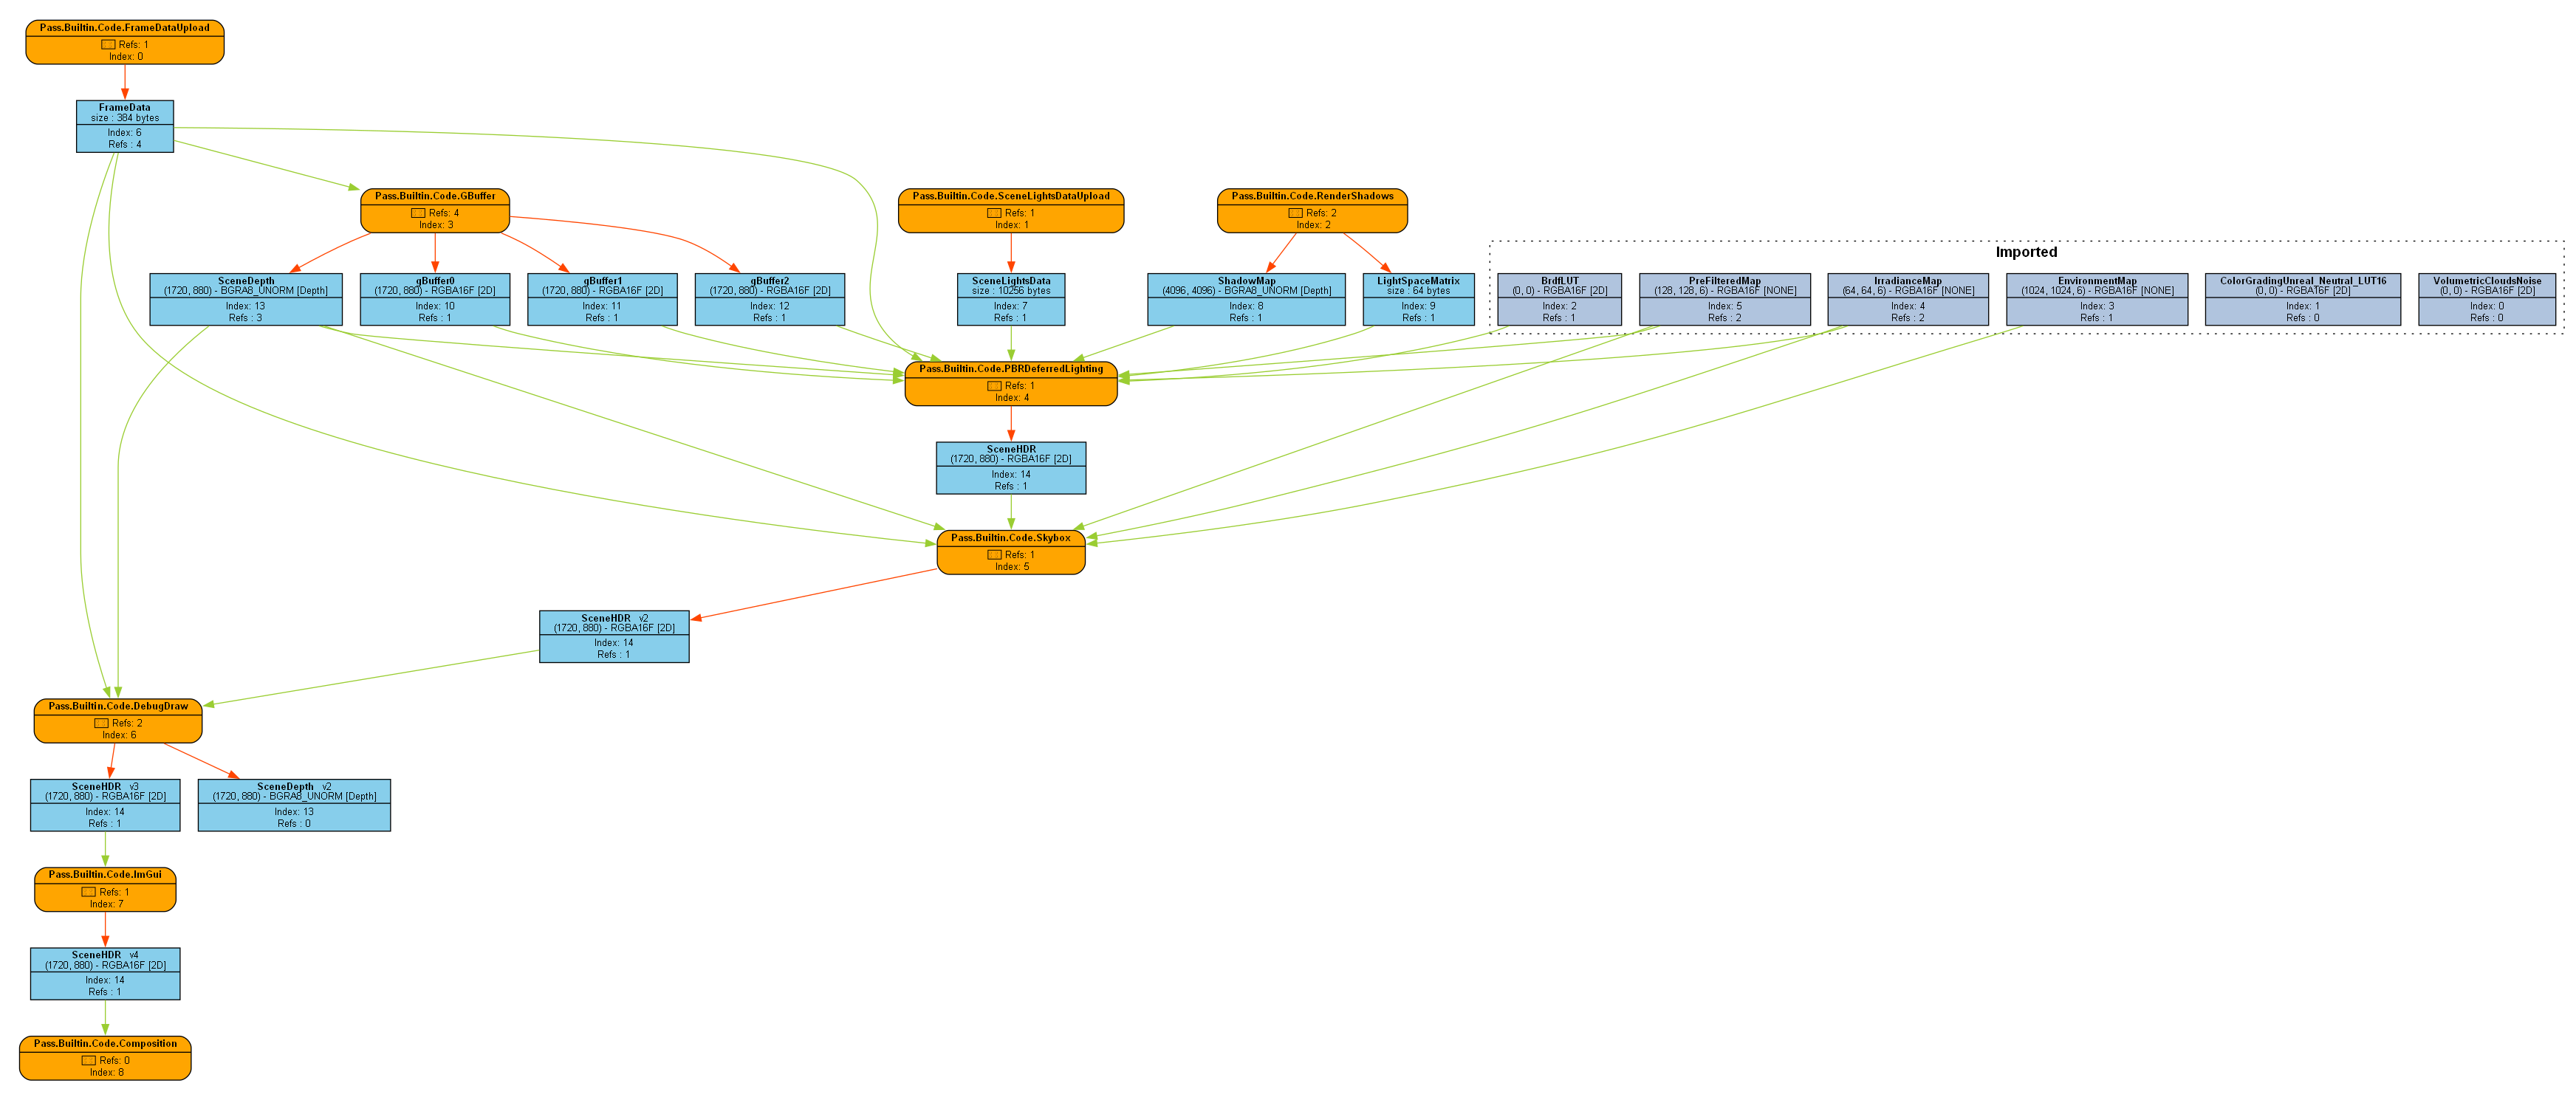 Pass.Builtin.Code.FrameDataUpload
Refs: 1
Index: 0
FrameData
size : 384 bytes
Index: 6
Refs : 4
Pass.Builtin.Code.GBuffer
Refs: 4
Index: 3
Pass.Builtin.Code.SceneLightsDataUpload
Refs: 1
Index: 1
Pass.Builtin.Code.RenderShadows
Refs: 2
Index: 2
Imported
SceneDepth
(1720, 880) - BGRA8_UNORM [Depth]
Index: 13
Refs : 3
gBuffer0
(1720, 880) - RGBA16F [2D]
Index: 10
Refs : 1
gBuffer1
(1720, 880) - RGBA16F [2D]
Index: 11
Refs : 1
gBuffer2
(1720, 880) - RGBA16F [2D]
Index: 12
Refs : 1
SceneLightsData
size : 10256 bytes
Index: 7
Refs : 1
ShadowMap
(4096, 4096) - BGRA8_UNORM [Depth]
Index: 8
Refs : 1
LightSpaceMatrix
size : 64 bytes
Index: 9
Refs : 1
BrdfLUT
(0, 0) - RGBA16F [2D]
Index: 2
Refs : 1
PreFilteredMap
(128, 128, 6) - RGBA16F [NONE]
Index: 5
Refs : 2
IrradianceMap
(64, 64, 6) - RGBA16F [NONE]
Index: 4
Refs : 2
EnvironmentMap
(1024, 1024, 6) - RGBA16F [NONE]
Index: 3
Refs : 1
ColorGradingUnreal_Neutral_LUT16
(0, 0) - RGBA16F [2D]
Index: 1
Refs : 0
VolumetricCloudsNoise
(0, 0) - RGBA16F [2D]
Index: 0
Refs : 0
Pass.Builtin.Code.PBRDeferredLighting
Refs: 1
Index: 4
SceneHDR
(1720, 880) - RGBA16F [2D]
Index: 14
Refs : 1
Pass.Builtin.Code.Skybox
Refs: 1
Index: 5
SceneHDR v2
(1720, 880) - RGBA16F [2D]
Index: 14
Refs : 1
Pass.Builtin.Code.DebugDraw
Refs: 2
Index: 6
SceneHDR v3
(1720, 880) - RGBA16F [2D]
Index: 14
Refs : 1
SceneDepth v2
(1720, 880) - BGRA8_UNORM [Depth]
Index: 13
Refs : 0
Pass.Builtin.Code.ImGui
Refs: 1
Index: 7
SceneHDR v4
(1720, 880) - RGBA16F [2D]
Index: 14
Refs : 1
Pass.Builtin.Code.Composition
Refs: 0
Index: 8